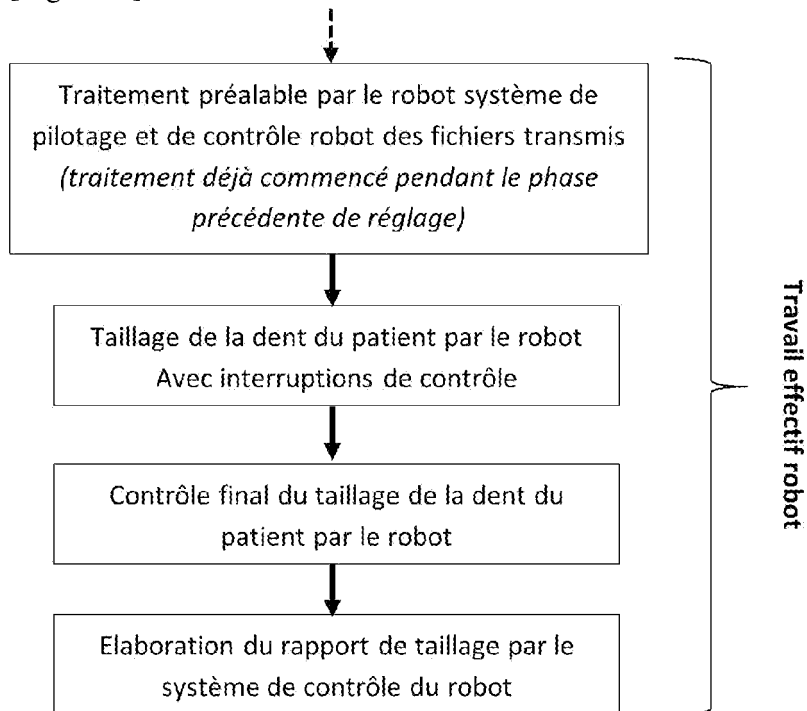 Traitement préalable par le robot système de
pilotage et de contrôle robot des fichiers transmis
(traitement déjà commencé pendant le phase
précédente de réglage)
Taillage de la dent du patient par le robot
Avec interruptions de contrôle
Contrôle final du taillage de la dent du
patient par le robot
Elaboration du rapport de taillage par le
système de contrôle du robot
Travail effectif robot